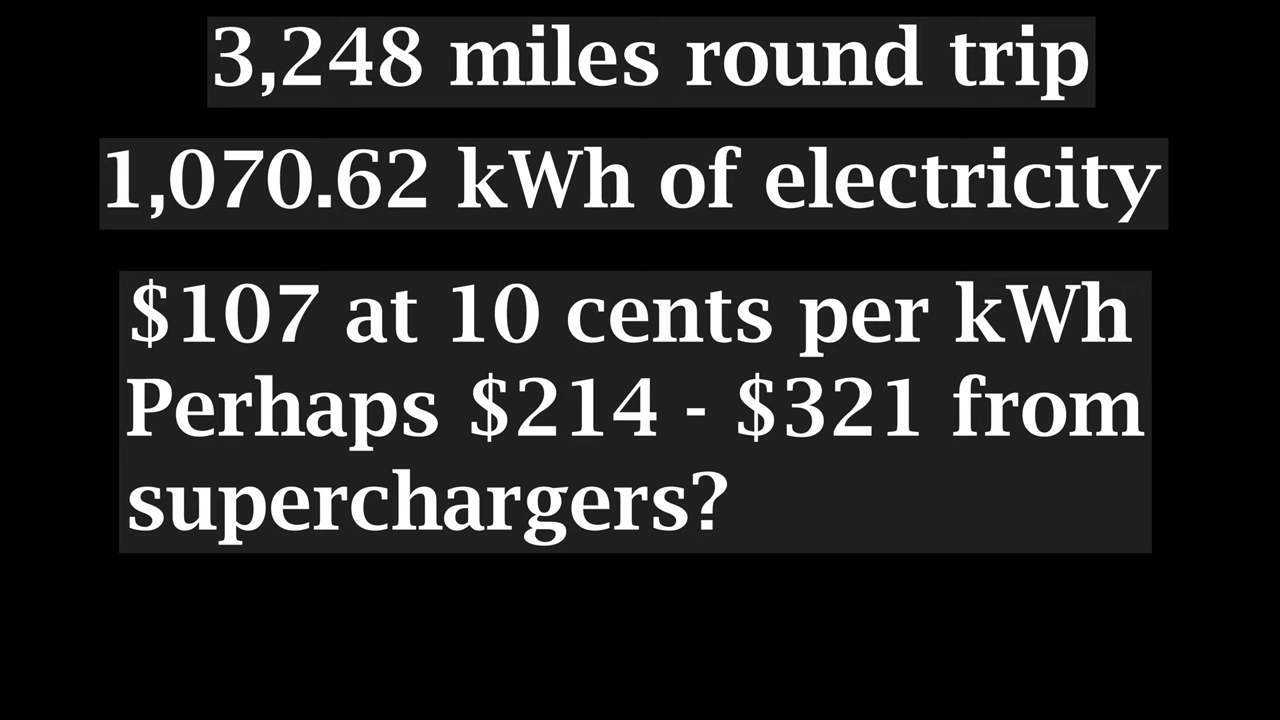 3,248 miles round trip
1,070.62 kWh of electricity
$107 at 10 cents per kWh
Perhaps $214 - $321 from
superchargers?